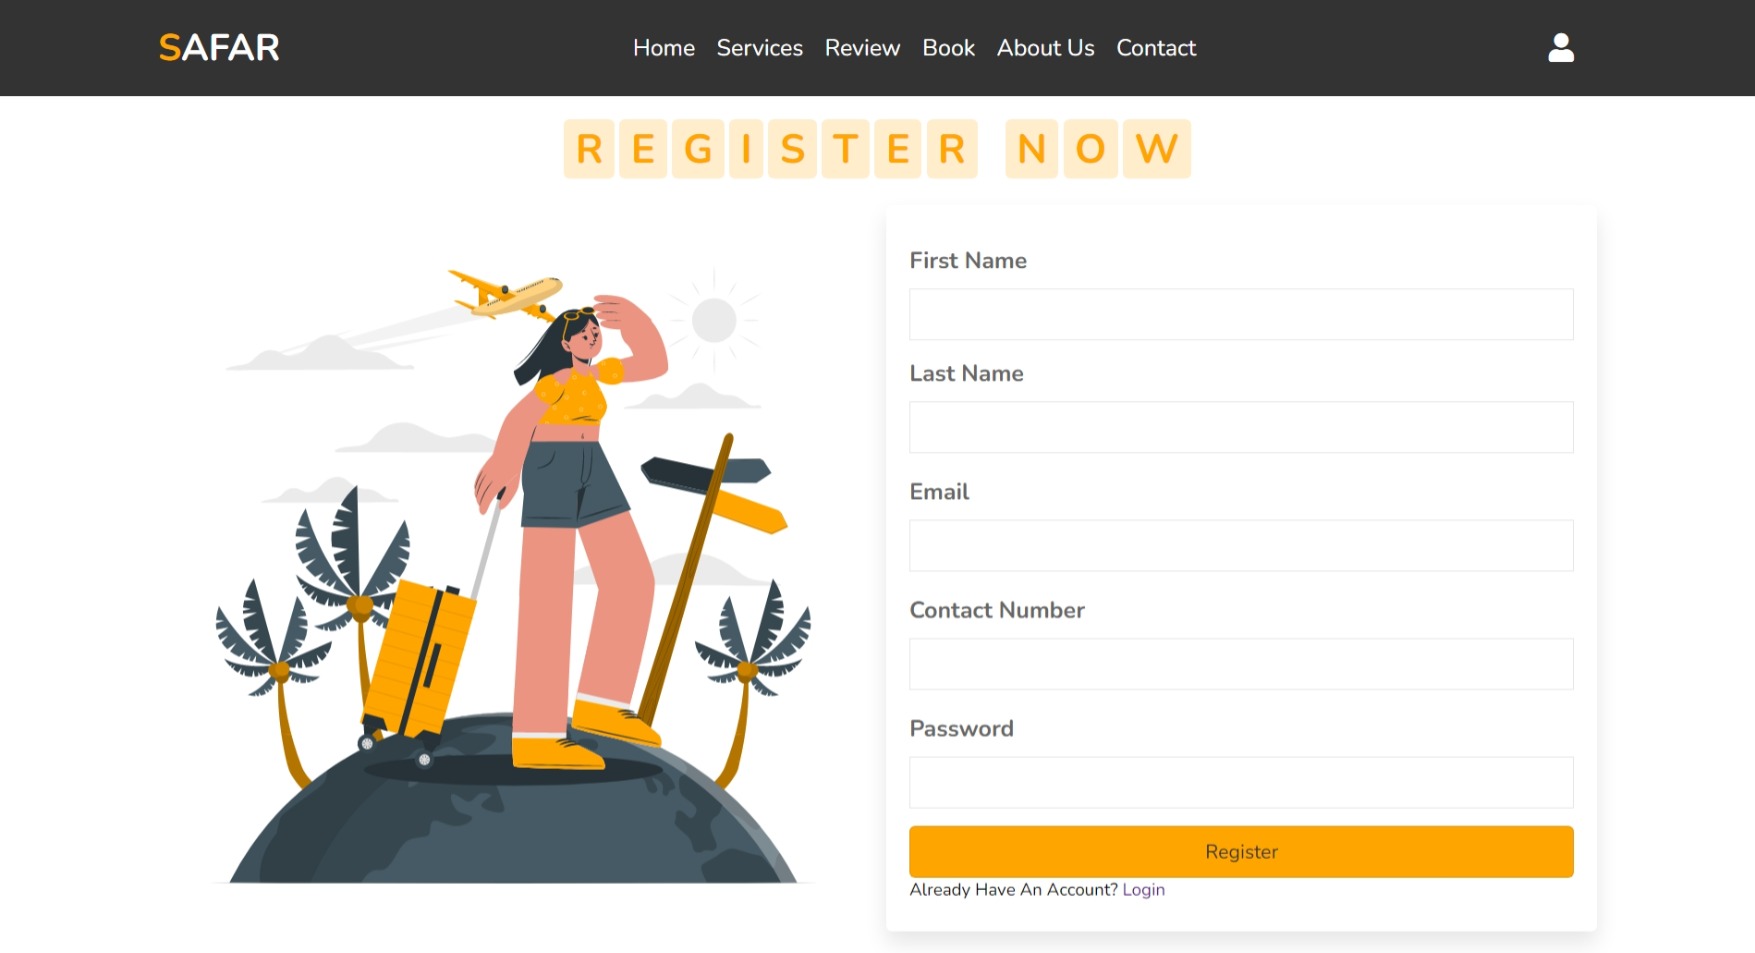 SAFAR
Home Services Review Book About Us Contact
REGISTER NOW
First Name
Last Name
Email
Contact Number
Password
Register
Already Have An Account? Login